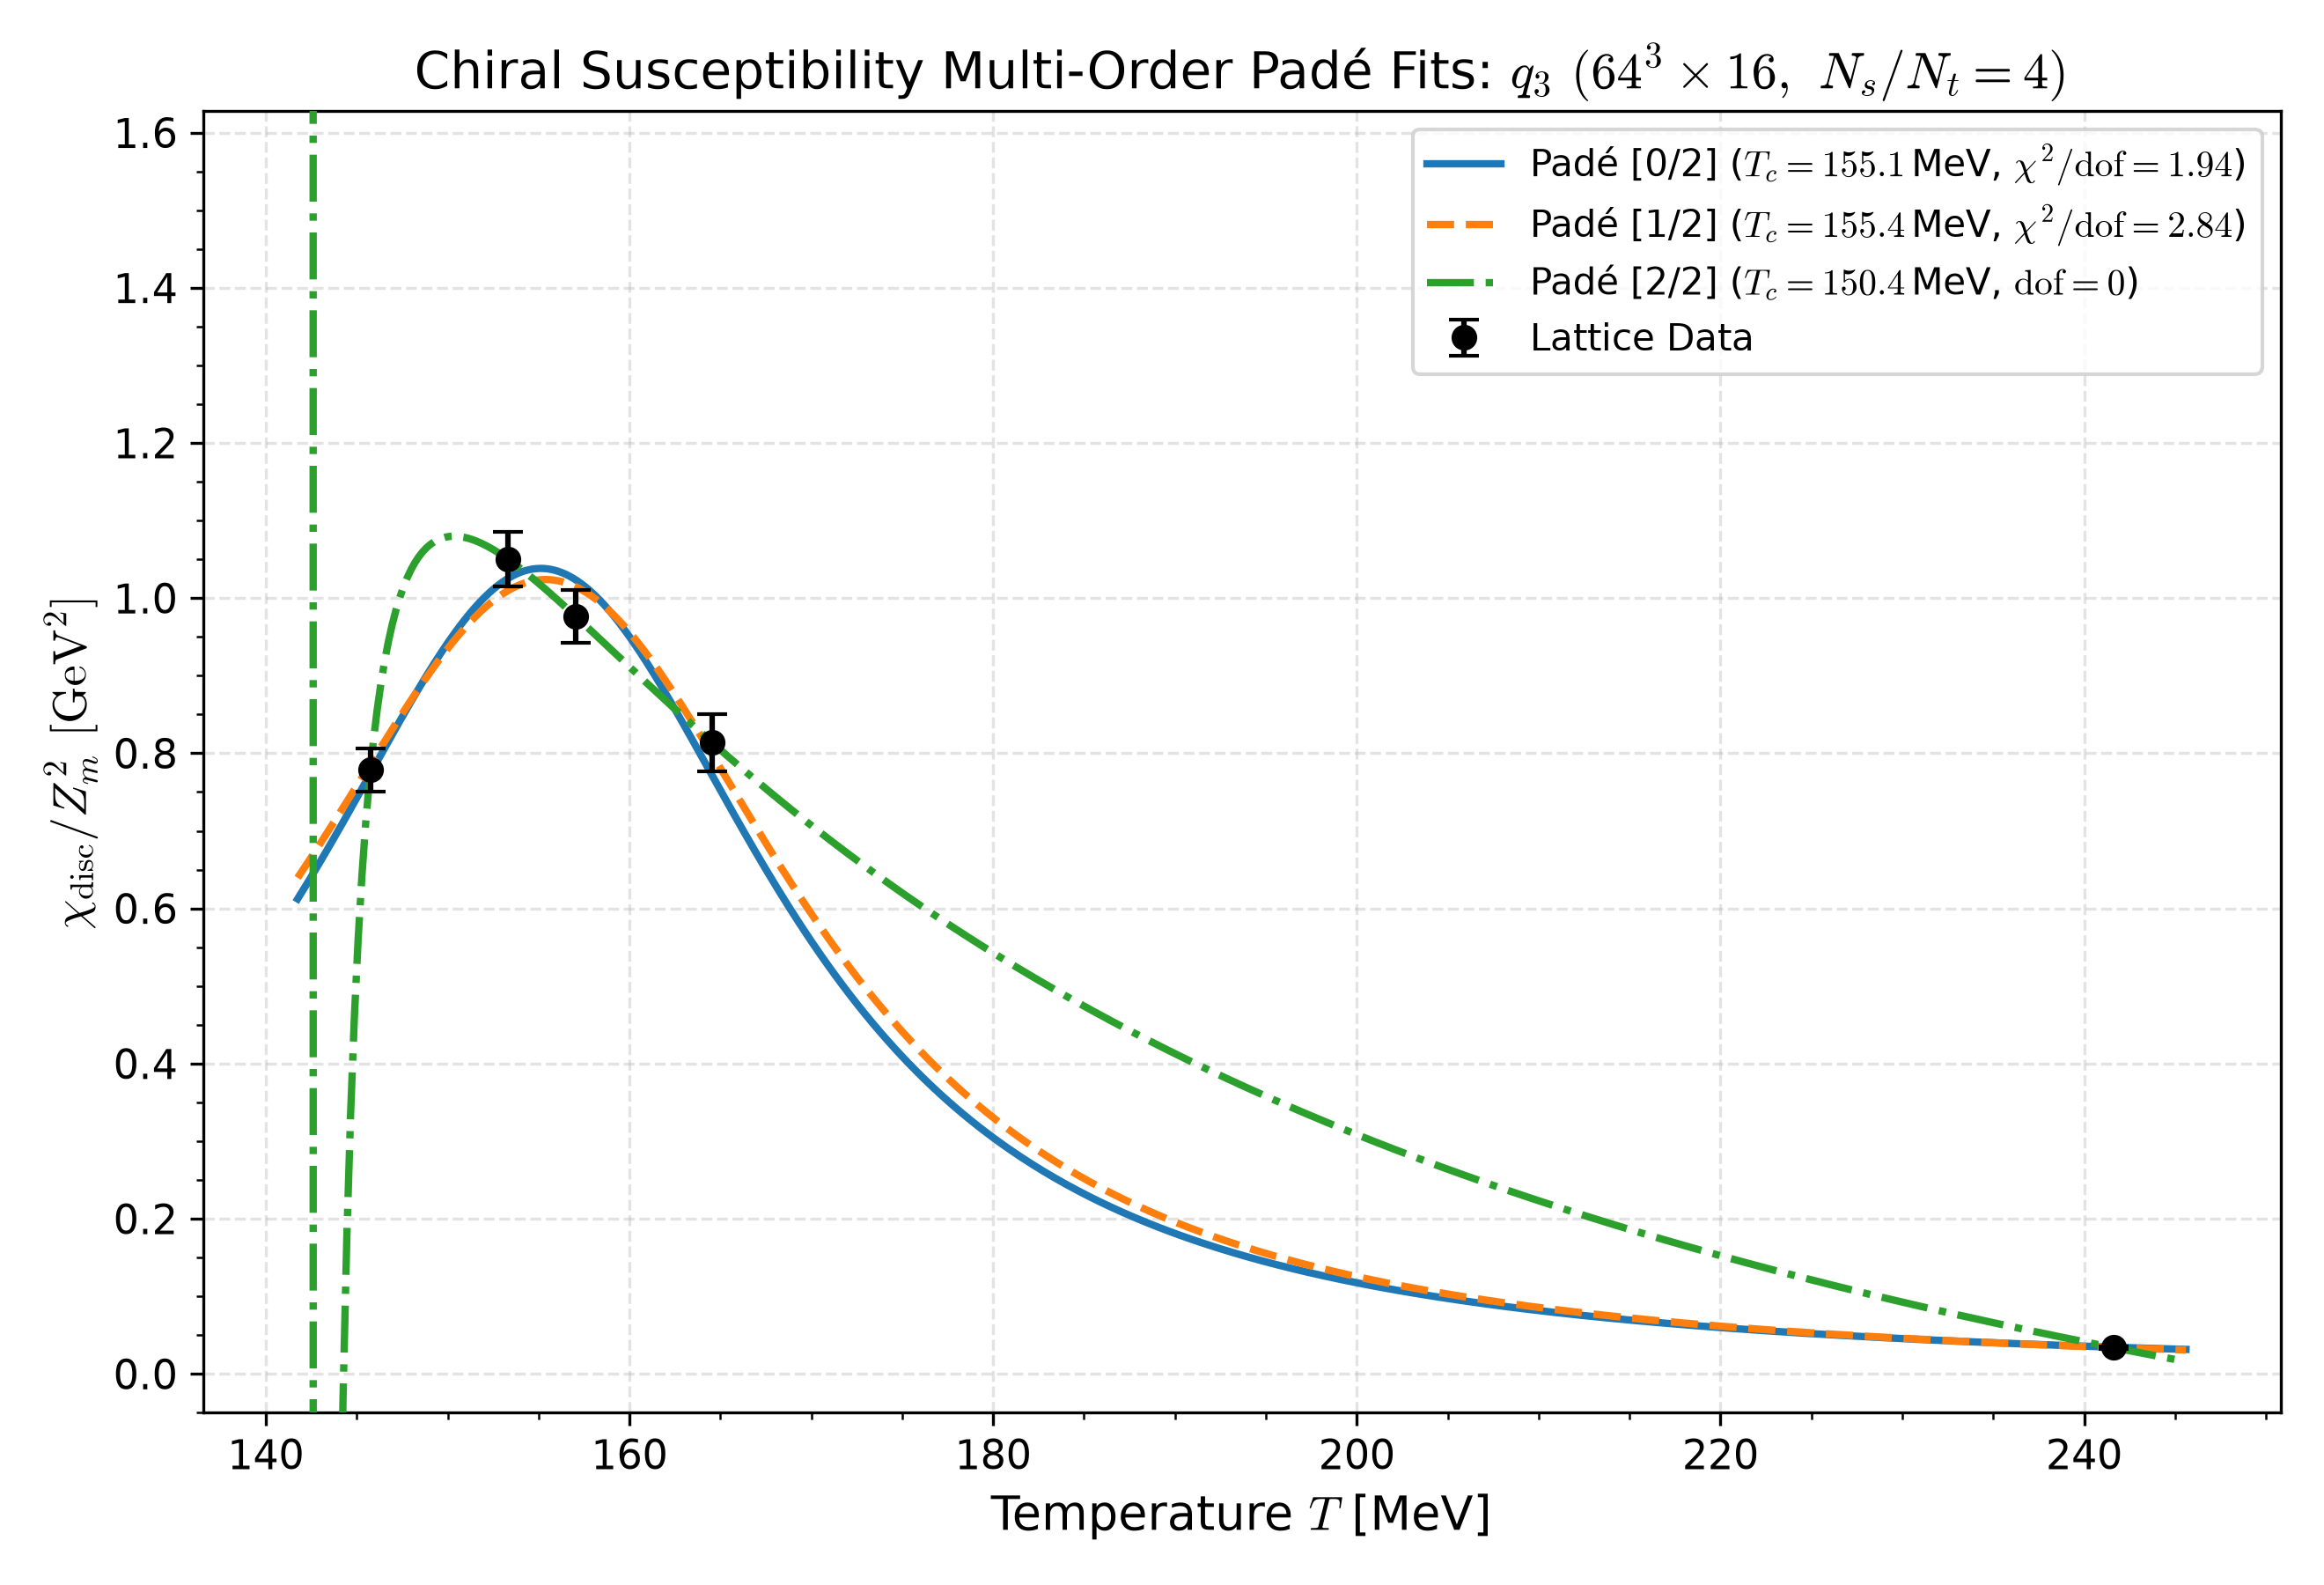 Chiral Susceptibility Multi-Order Padé Fits: q₃ (64³ × 16, Nₛ/Nₜ = 4)
Padé [0/2] (T_c = 155.1 MeV, χ²/dof = 1.94)
Padé [1/2] (T_c = 155.4 MeV, χ²/dof = 2.84)
Padé [2/2] (T_c = 150.4 MeV, dof = 0)
Lattice Data
χ_disc/Z_m² [GeV²]
1.6
1.4
1.2
1.0
0.8
0.6
0.4
0.2
0.0
140 160 180 200 220 240
Temperature T [MeV]